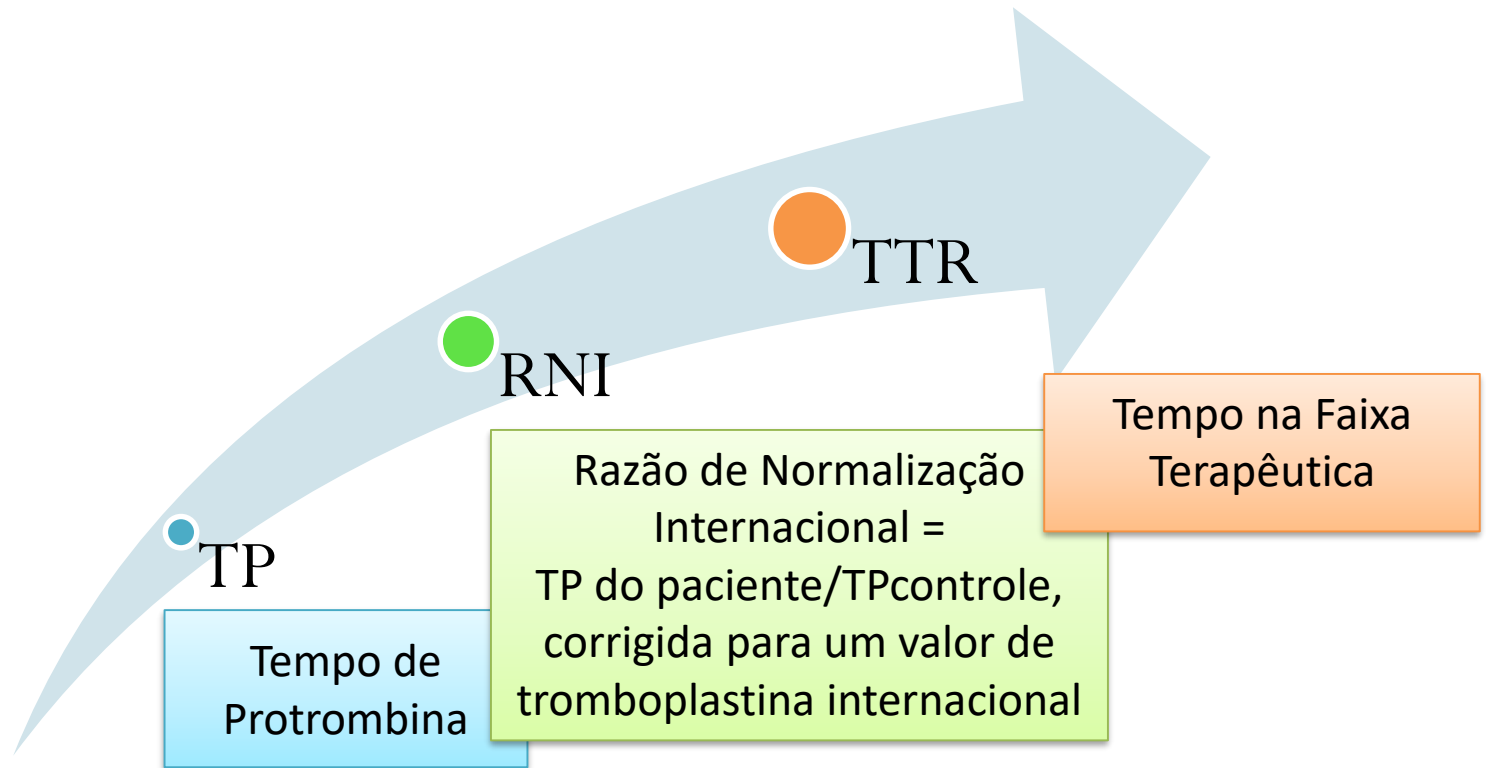 TP
Tempo de
Protrombina
RNI
Razão de Normalização
Internacional =
TP do paciente/TPcontrole,
corrigida para um valor de
tromboplastina internacional
TTR
Tempo na Faixa
Terapêutica